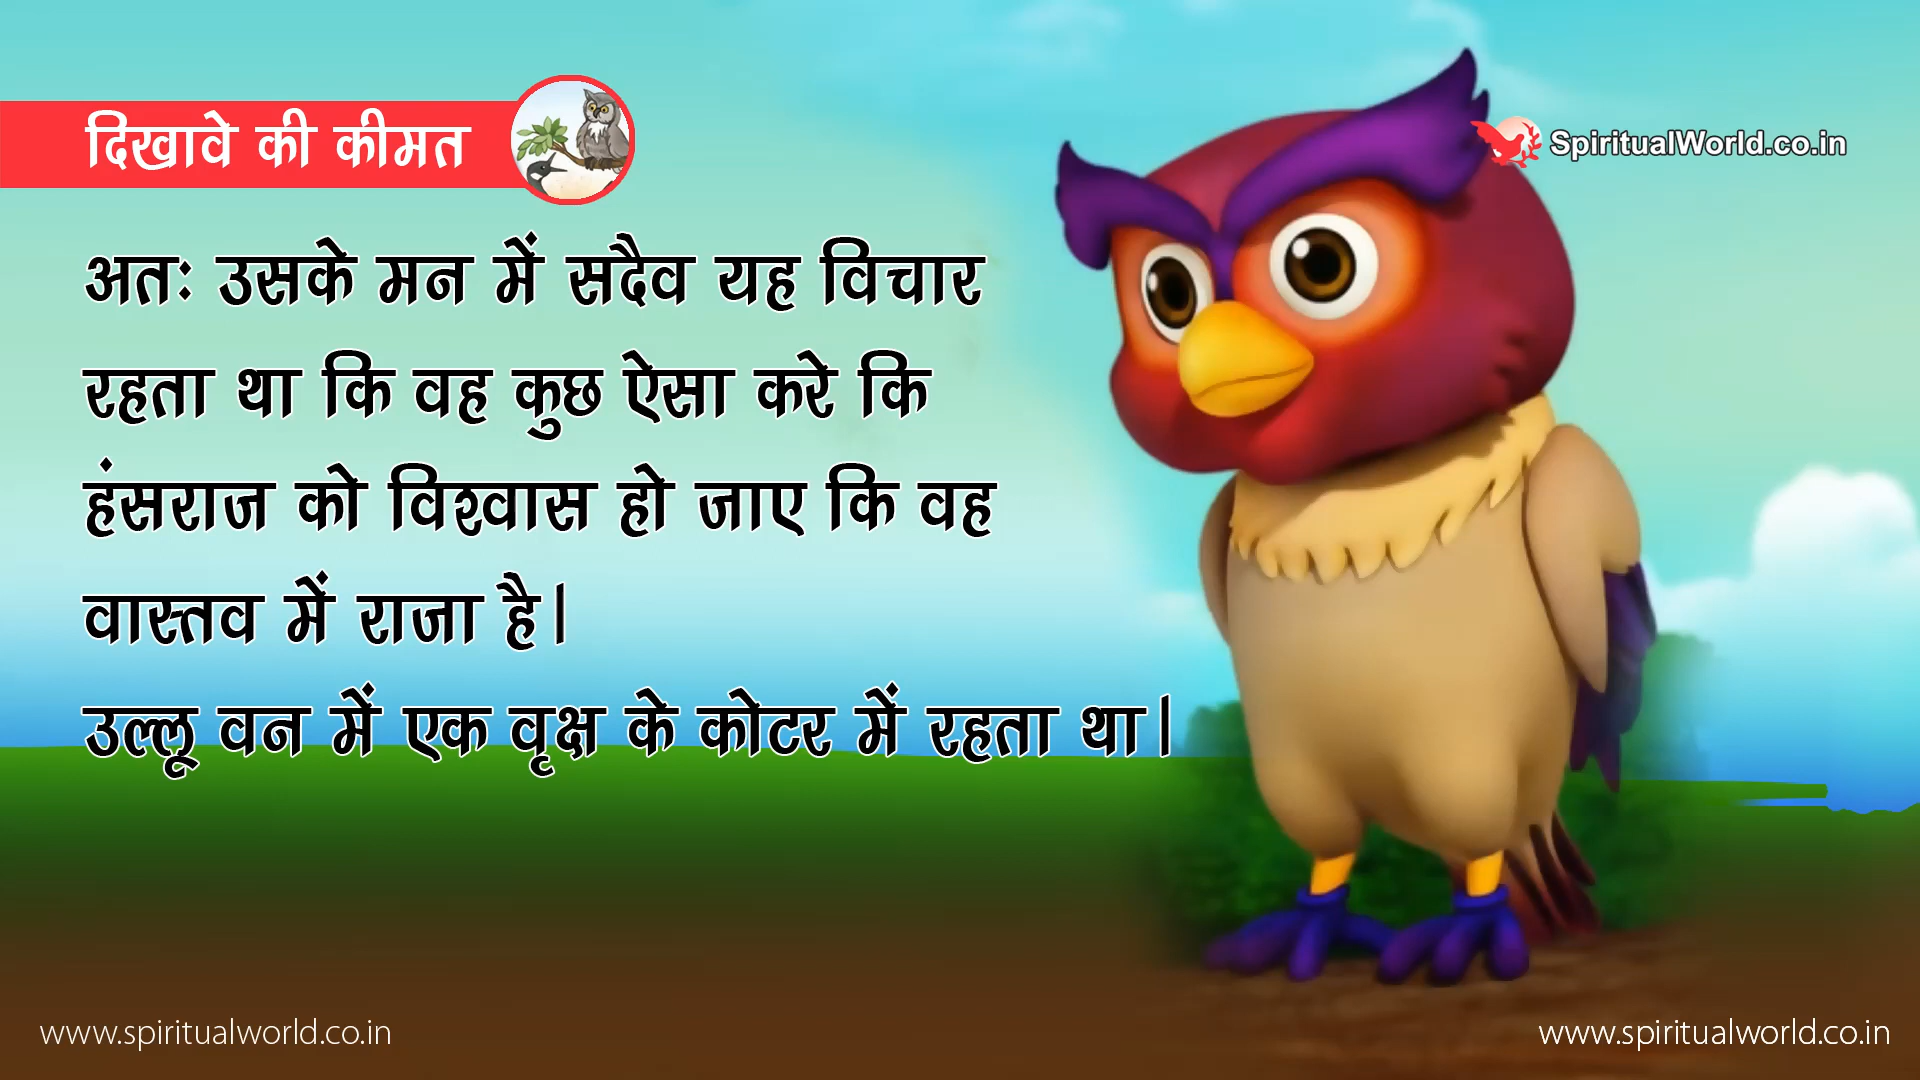 दिखावे की कीमत
SpiritualWorld.co.in
अतः उसके मन में सदैव यह विचार
रहता था कि वह कुछ ऐसा करे कि
हंसराज को विश्वास हो जाए कि वह
वास्तव में राजा है।
उल्लू वन में एक वृक्ष के कोटर में रहता था।
www.spiritualworld.co.in
www.spiritualworld.co.in